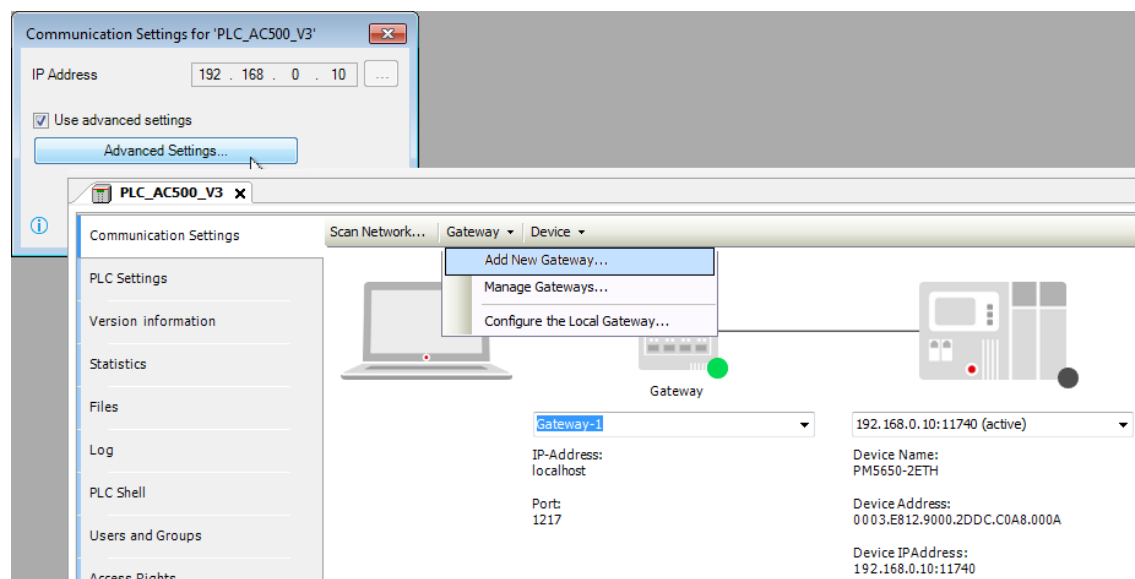 Communication Settings for 'PLC_AC500_V3'
IP Address 192 . 168 . 0 . 10 ...
Use advanced settings
Advanced Settings...
PLC_AC500_V3 x
Communication Settings
PLC Settings
Version information
Statistics
Files
Log
PLC Shell
Users and Groups
Access Rights
Scan Network... Gateway Device
Add New Gateway...
Manage Gateways...
Configure the Local Gateway...
Gateway
Gateway-1
IP-Address:
localhost
Port:
1217
192.168.0.10:11740 (active)
Device Name:
PM5650-2ETH
Device Address:
0003.E812.9000.2DDC.C0A8.000A
Device IPAddress:
192.168.0.10:11740